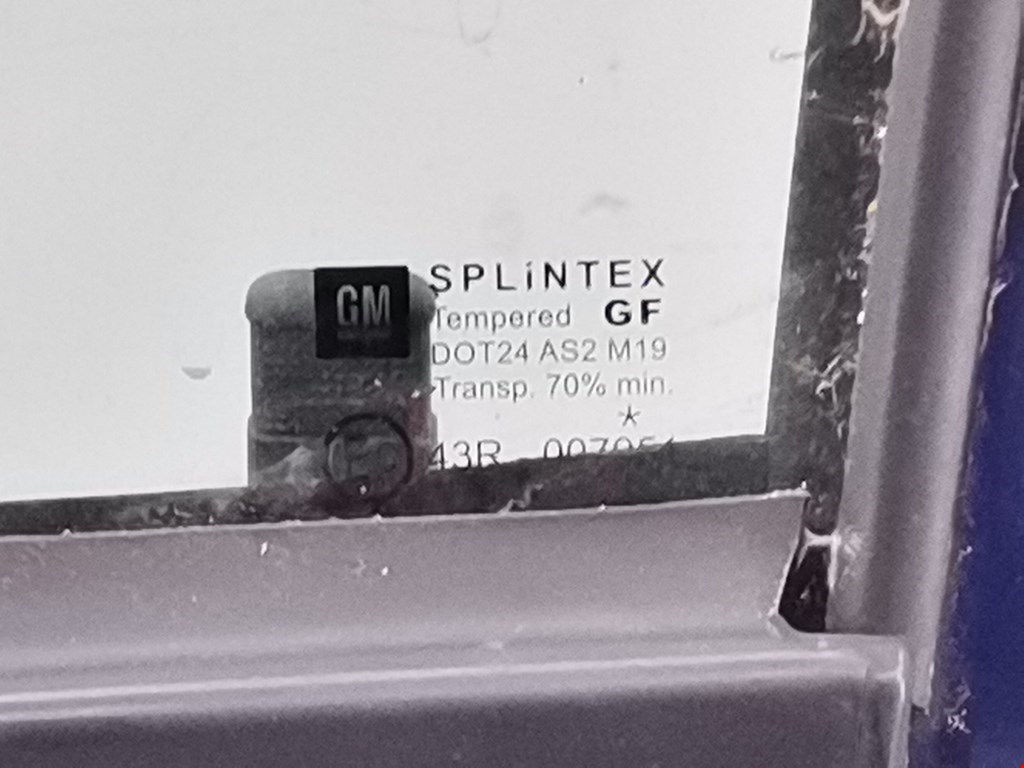 GM
SPLiNTEX
Tempered GF
DOT24 AS2 M19
Transp. 70% min.
*
43R